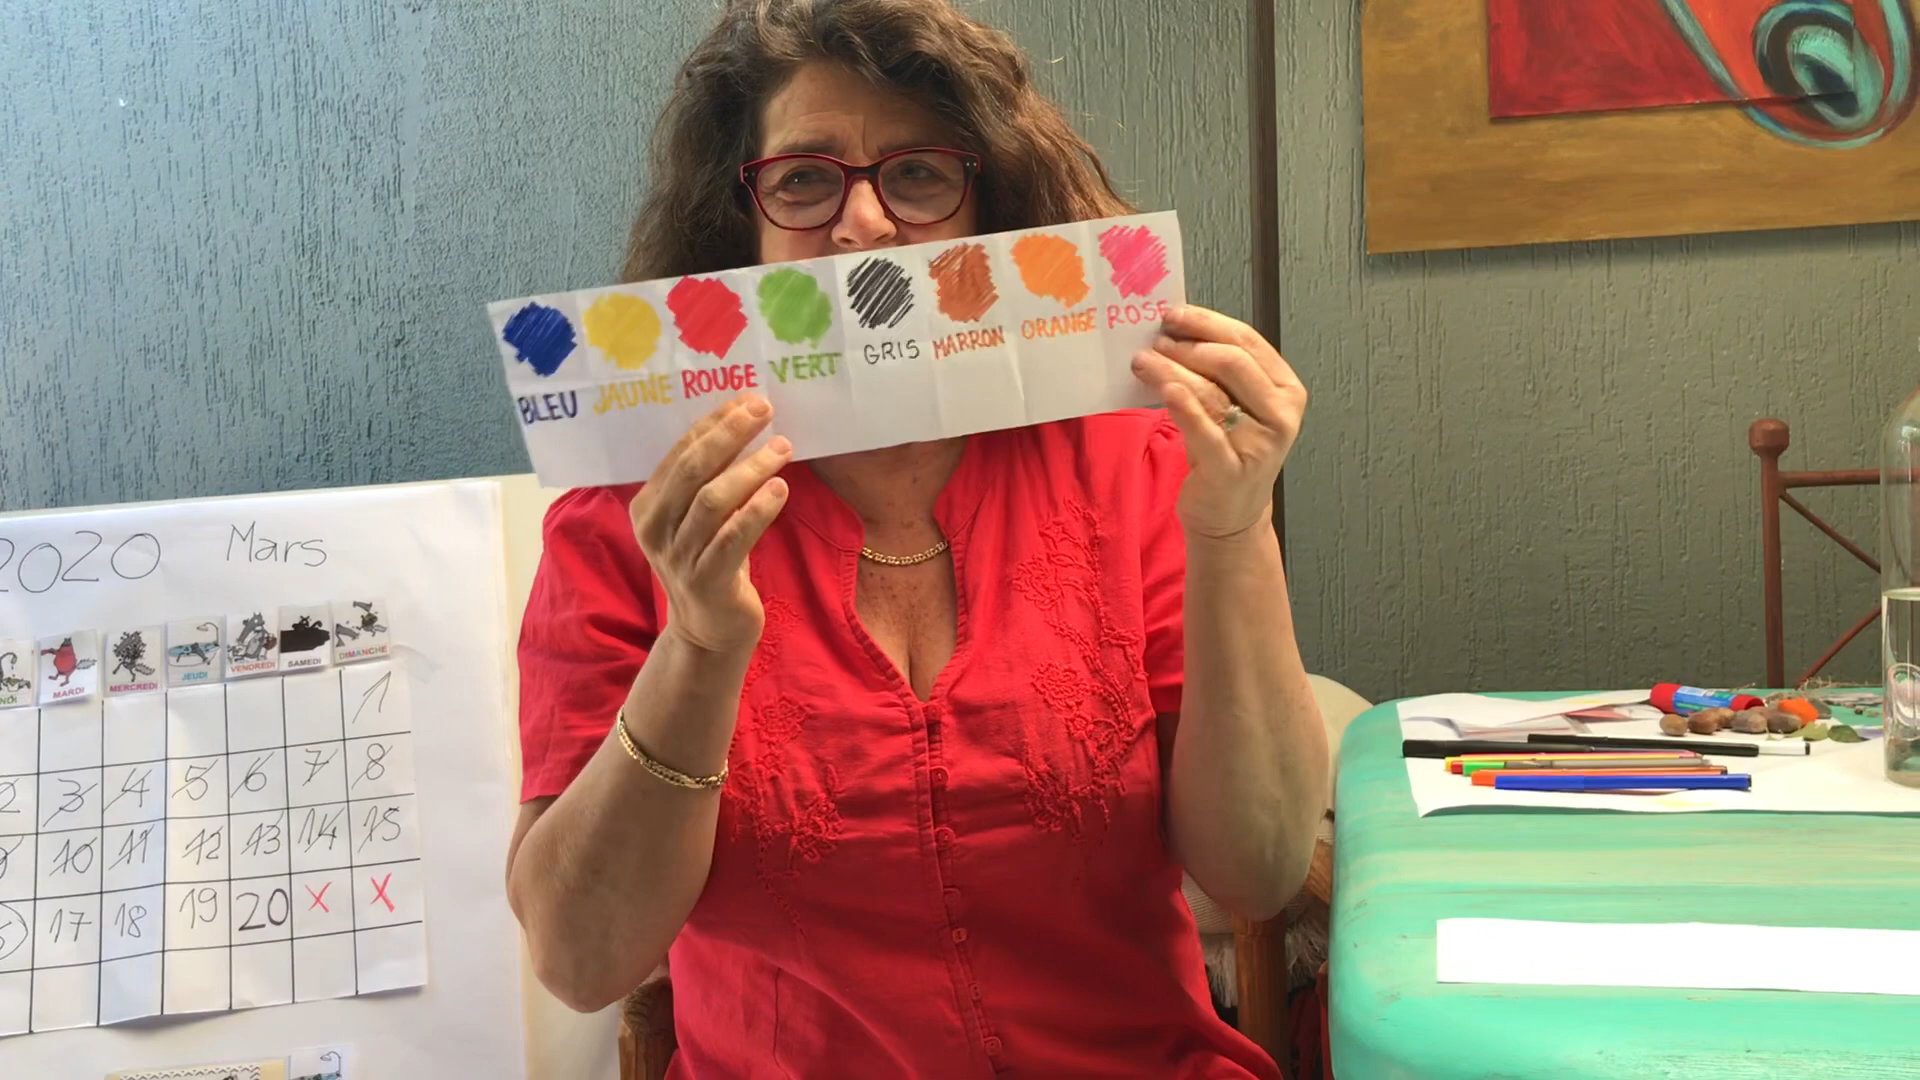 BLEU JAUNE ROUGE VERT GRIS MARRON ORANGE ROSE
2020 Mars
MARDI MERCREDI JEUDI VENDREDI SAMEDI DIMANCHE
1
2 3 4 5 6 7 8
9 10 11 12 13 14 15
17 18 19 20 X X